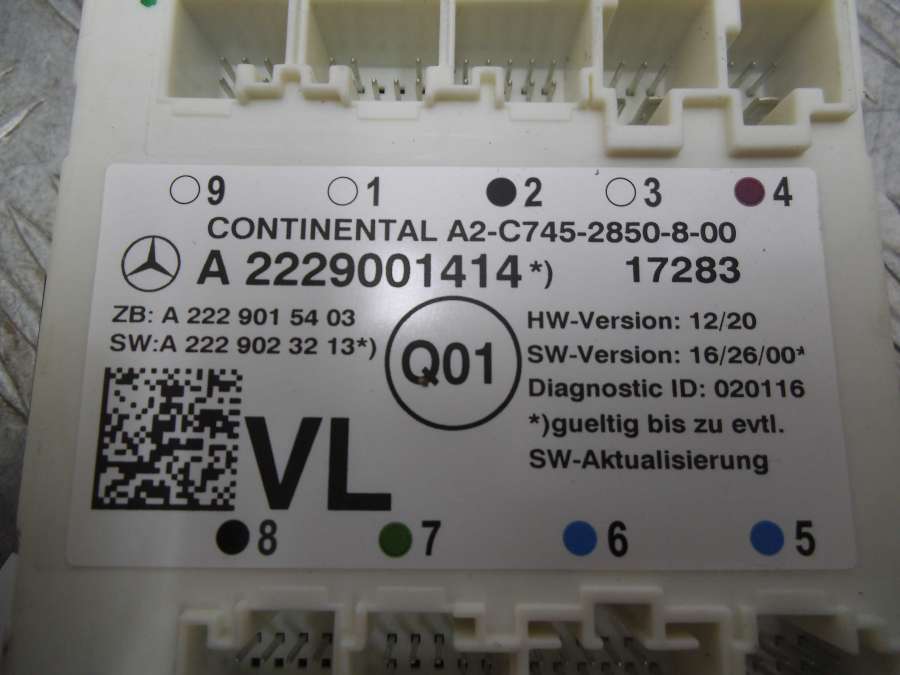 9 1 2 3 4
CONTINENTAL A2-C745-2850-8-00
A 2229001414*) 17283
ZB: A 222 901 54 03
SW:A 222 902 32 13*)
Q01
HW-Version: 12/20
SW-Version: 16/26/00*
Diagnostic ID: 020116
*)gueltig bis zu evtl.
SW-Aktualisierung
VL
8 7 6 5